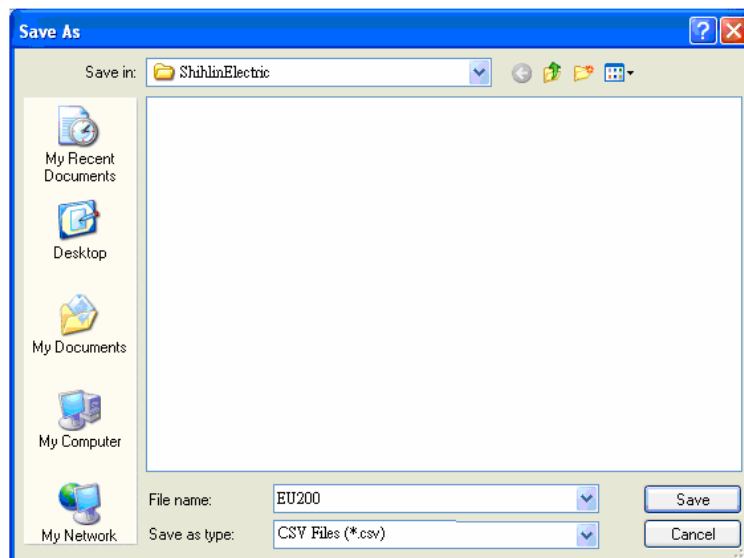 Save As
Save in: ShihlinElectric
My Recent
Documents
Desktop
My Documents
My Computer
My Network
File name: EU200 Save
Save as type: CSV Files (*.csv) Cancel